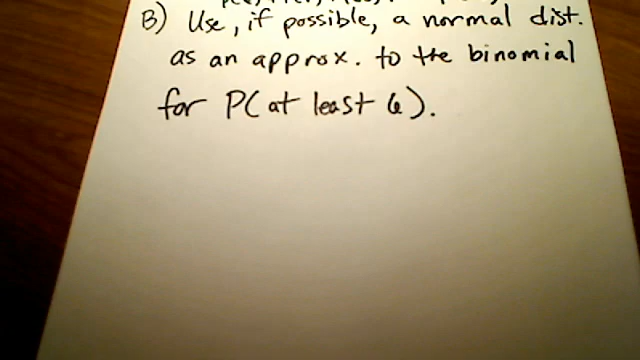 B) Use, if possible, a normal dist.
as an approx. to the binomial
for P(at least 6).